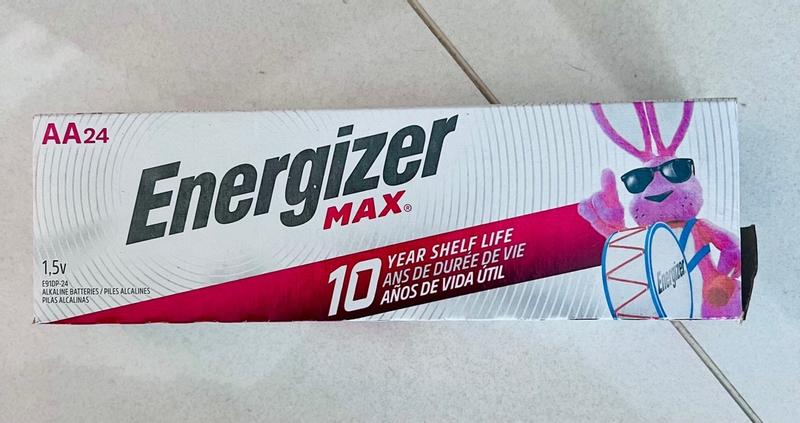 AA24
Energizer
MAX®
10 YEAR SHELF LIFE
ANS DE DURÉE DE VIE
AÑOS DE VIDA ÚTIL
1,5v
E91DP-24
ALKALINE BATTERIES / PILES ALCALINES
PILAS ALCALINAS
Energizer